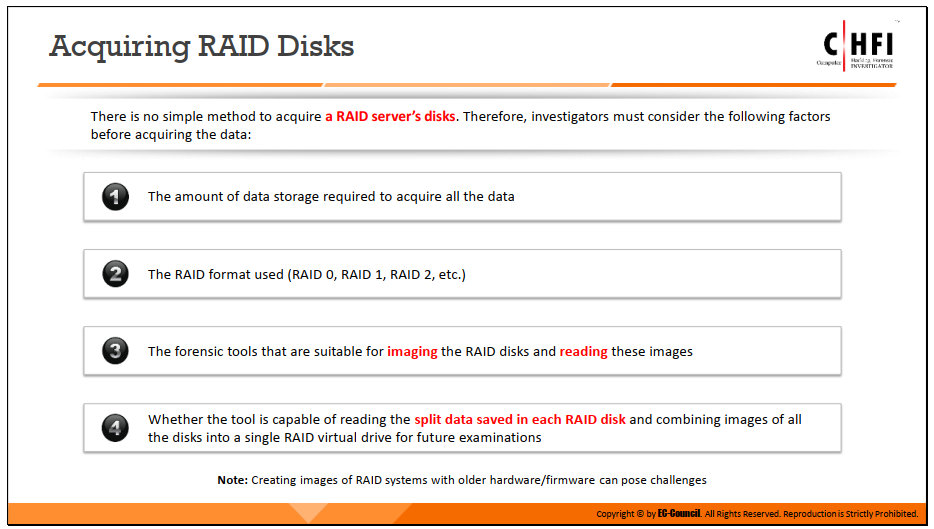 Acquiring RAID Disks
C HFI
Computer Hacking Forensic
INVESTIGATOR
There is no simple method to acquire a RAID server's disks. Therefore, investigators must consider the following factors
before acquiring the data:
1 The amount of data storage required to acquire all the data
2 The RAID format used (RAID 0, RAID 1, RAID 2, etc.)
3 The forensic tools that are suitable for imaging the RAID disks and reading these images
4 Whether the tool is capable of reading the split data saved in each RAID disk and combining images of all
the disks into a single RAID virtual drive for future examinations
Note: Creating images of RAID systems with older hardware/firmware can pose challenges
Copyright © by EC-Council. All Rights Reserved. Reproduction is Strictly Prohibited.